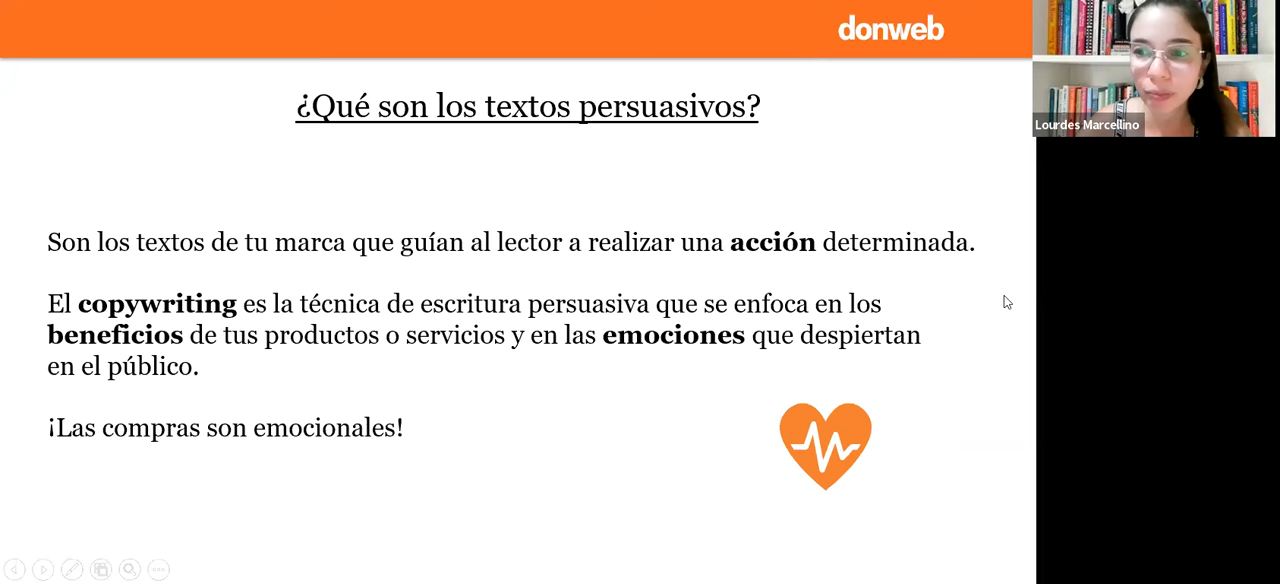 donweb
¿Qué son los textos persuasivos?
Lourdes Marcellino
Son los textos de tu marca que guían al lector a realizar una acción determinada.
El copywriting es la técnica de escritura persuasiva que se enfoca en los
beneficios de tus productos o servicios y en las emociones que despiertan
en el público.
¡Las compras son emocionales!